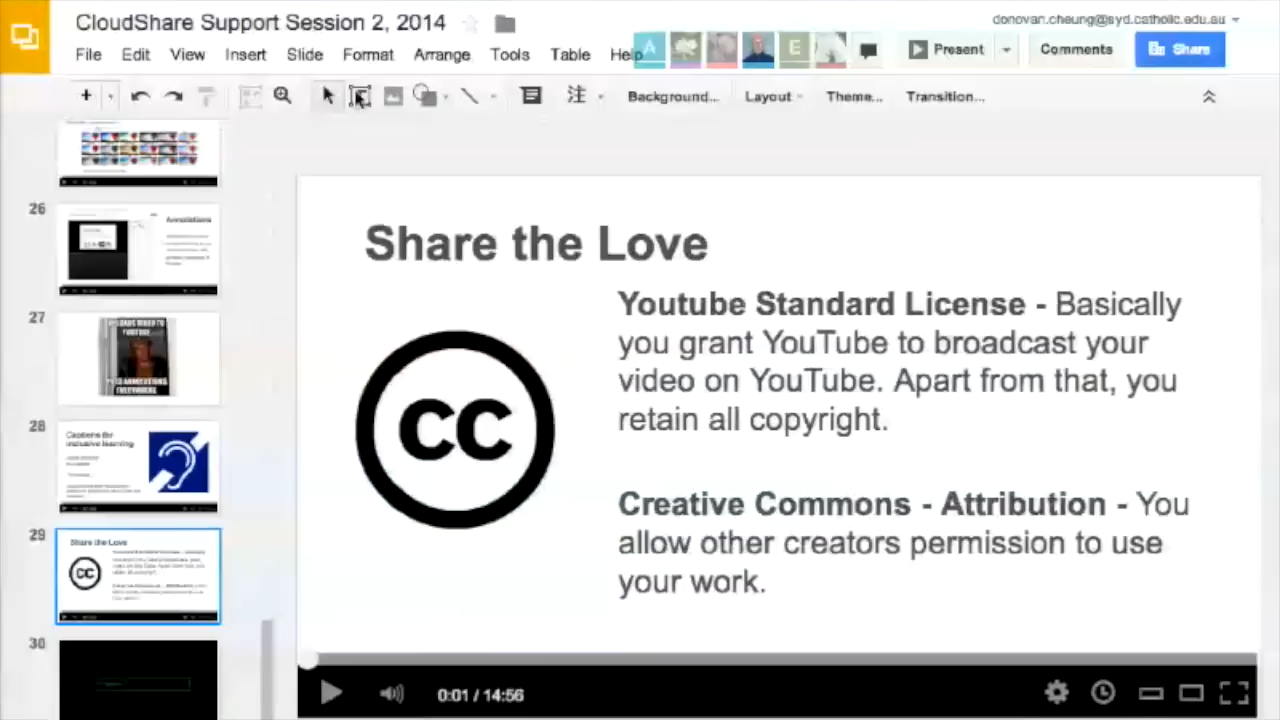 CloudShare Support Session 2, 2014
donovan.cheung@syd.catholic.edu.au
File Edit View Insert Slide Format Arrange Tools Table Help
A E Present Comments Share
注 Background... Layout Theme... Transition...
26
Annotations
27
28
Captions for
inclusive learning
29
Share the Love
CC
30
Share the Love
CC
Youtube Standard License - Basically
you grant YouTube to broadcast your
video on YouTube. Apart from that, you
retain all copyright.
Creative Commons - Attribution - You
allow other creators permission to use
your work.
0:01 / 14:56